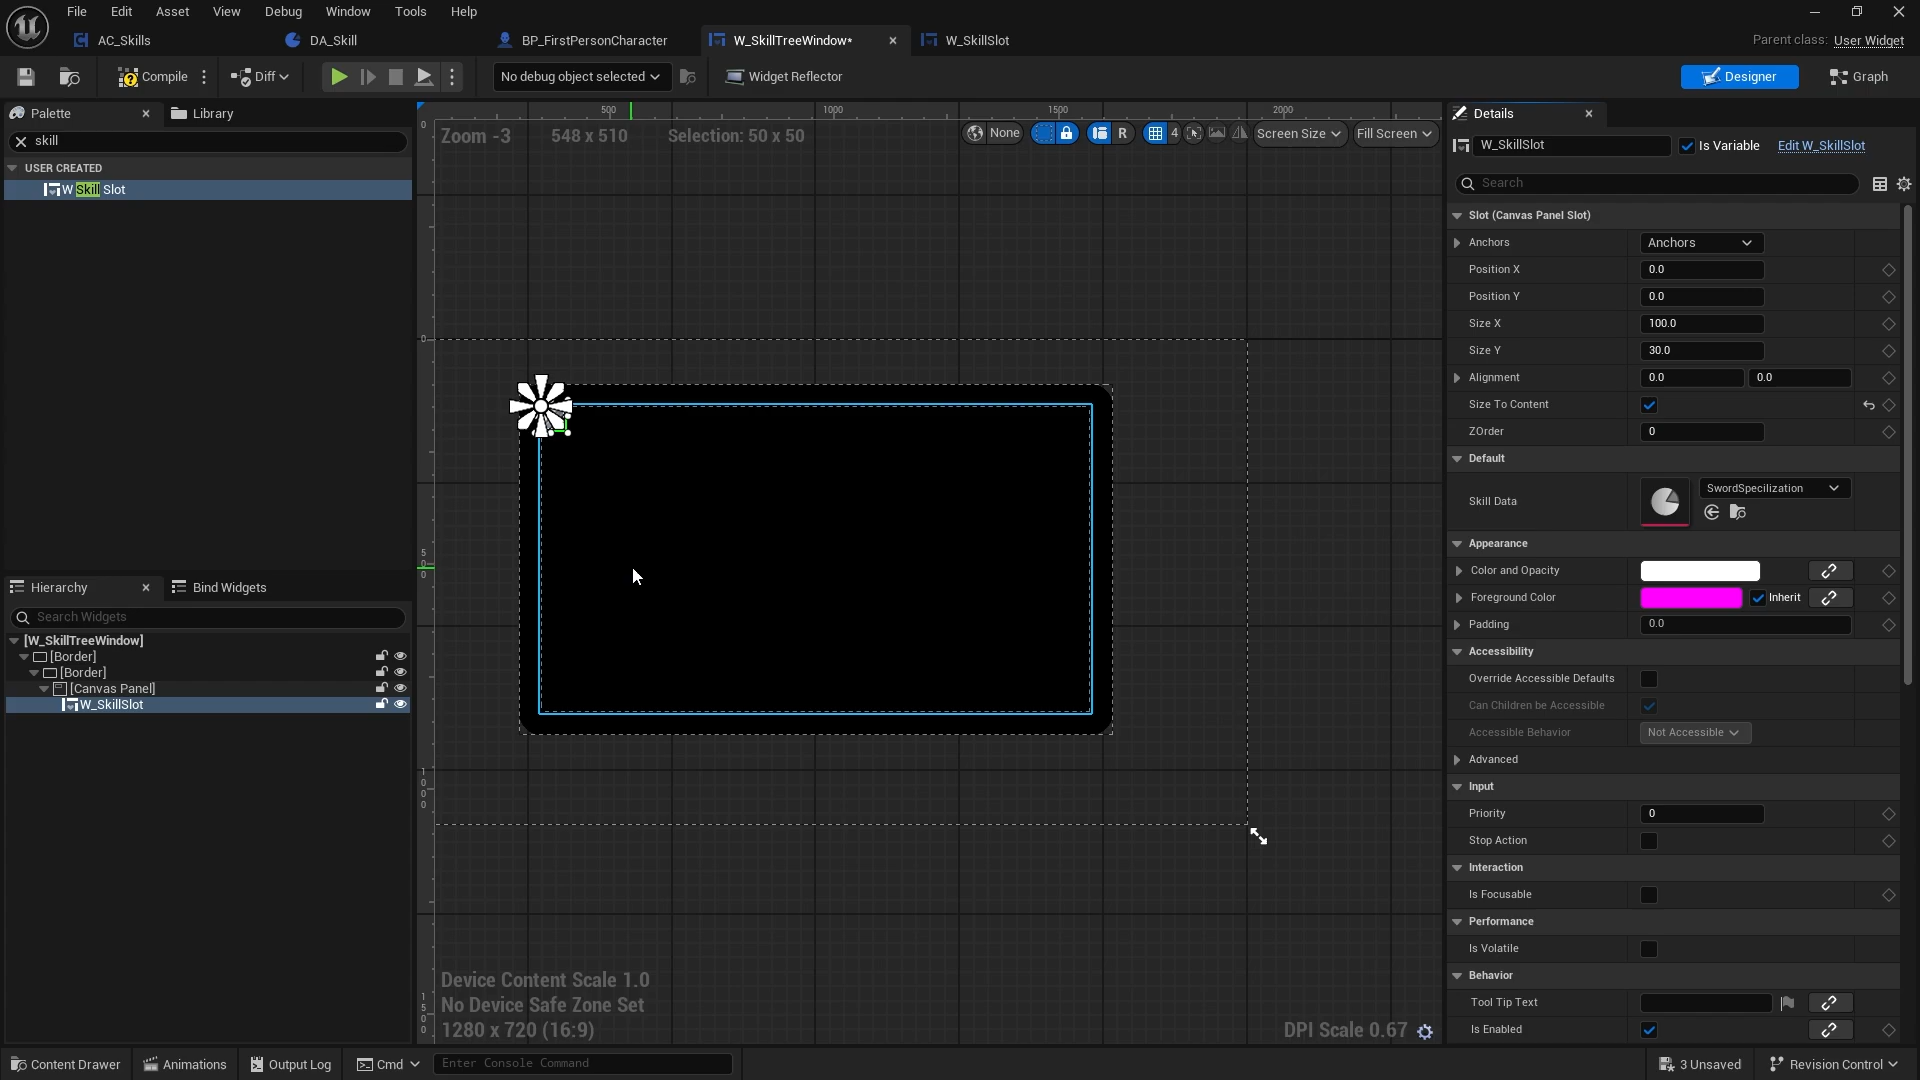 File Edit Asset View Debug Window Tools Help
AC_Skills DA_Skill BP_FirstPersonCharacter W_SkillTreeWindow* W_SkillSlot Parent class: User Widget
Compile Diff No debug object selected Widget Reflector Designer Graph
Palette Library
skill
USER CREATED
W Skill Slot
Hierarchy Bind Widgets
Search Widgets
[W_SkillTreeWindow]
[Border]
[Border]
[Canvas Panel]
W_SkillSlot
500 1000 1500 2000
Zoom -3 548 x 510 Selection: 50 x 50 None R 4 Screen Size Fill Screen
0
0
500
1000
1500
Device Content Scale 1.0
No Device Safe Zone Set
1280 x 720 (16:9) DPI Scale 0.67
Details
W_SkillSlot Is Variable Edit W_SkillSlot
Search
Slot (Canvas Panel Slot)
Anchors Anchors
Position X 0.0
Position Y 0.0
Size X 100.0
Size Y 30.0
Alignment 0.0 0.0
Size To Content
ZOrder 0
Default
Skill Data SwordSpecilization
Appearance
Color and Opacity
Foreground Color Inherit
Padding 0.0
Accessibility
Override Accessible Defaults
Can Children be Accessible
Accessible Behavior Not Accessible
Advanced
Input
Priority 0
Stop Action
Interaction
Is Focusable
Performance
Is Volatile
Behavior
Tool Tip Text
Is Enabled
Content Drawer Animations Output Log Cmd Enter Console Command 3 Unsaved Revision Control